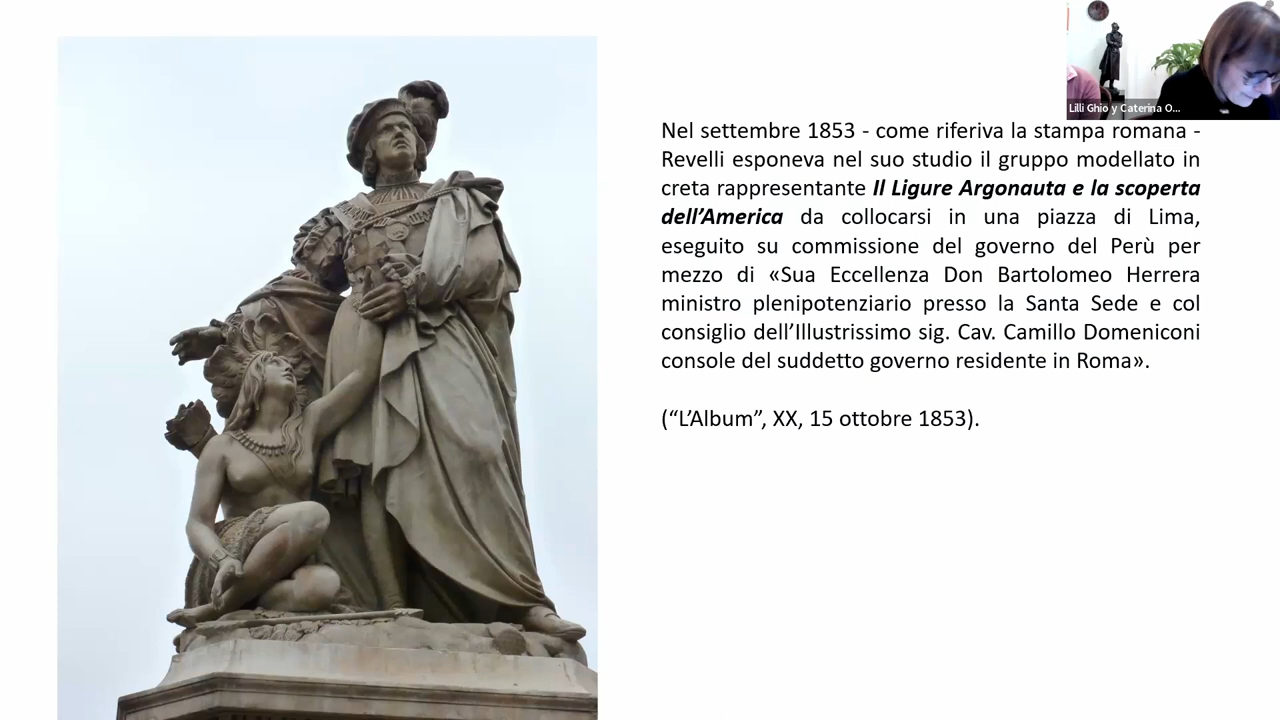 Lilli Ghio y Caterina O...
Nel settembre 1853 - come riferiva la stampa romana -
Revelli esponeva nel suo studio il gruppo modellato in
creta rappresentante Il Ligure Argonauta e la scoperta
dell’America da collocarsi in una piazza di Lima,
eseguito su commissione del governo del Perù per
mezzo di «Sua Eccellenza Don Bartolomeo Herrera
ministro plenipotenziario presso la Santa Sede e col
consiglio dell’Illustrissimo sig. Cav. Camillo Domeniconi
console del suddetto governo residente in Roma».
(“L’Album”, XX, 15 ottobre 1853).